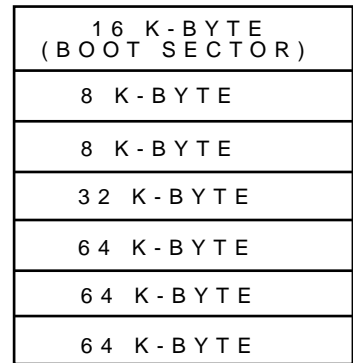 16 K-BYTE
(BOOT SECTOR)
8 K-BYTE
8 K-BYTE
32 K-BYTE
64 K-BYTE
64 K-BYTE
64 K-BYTE